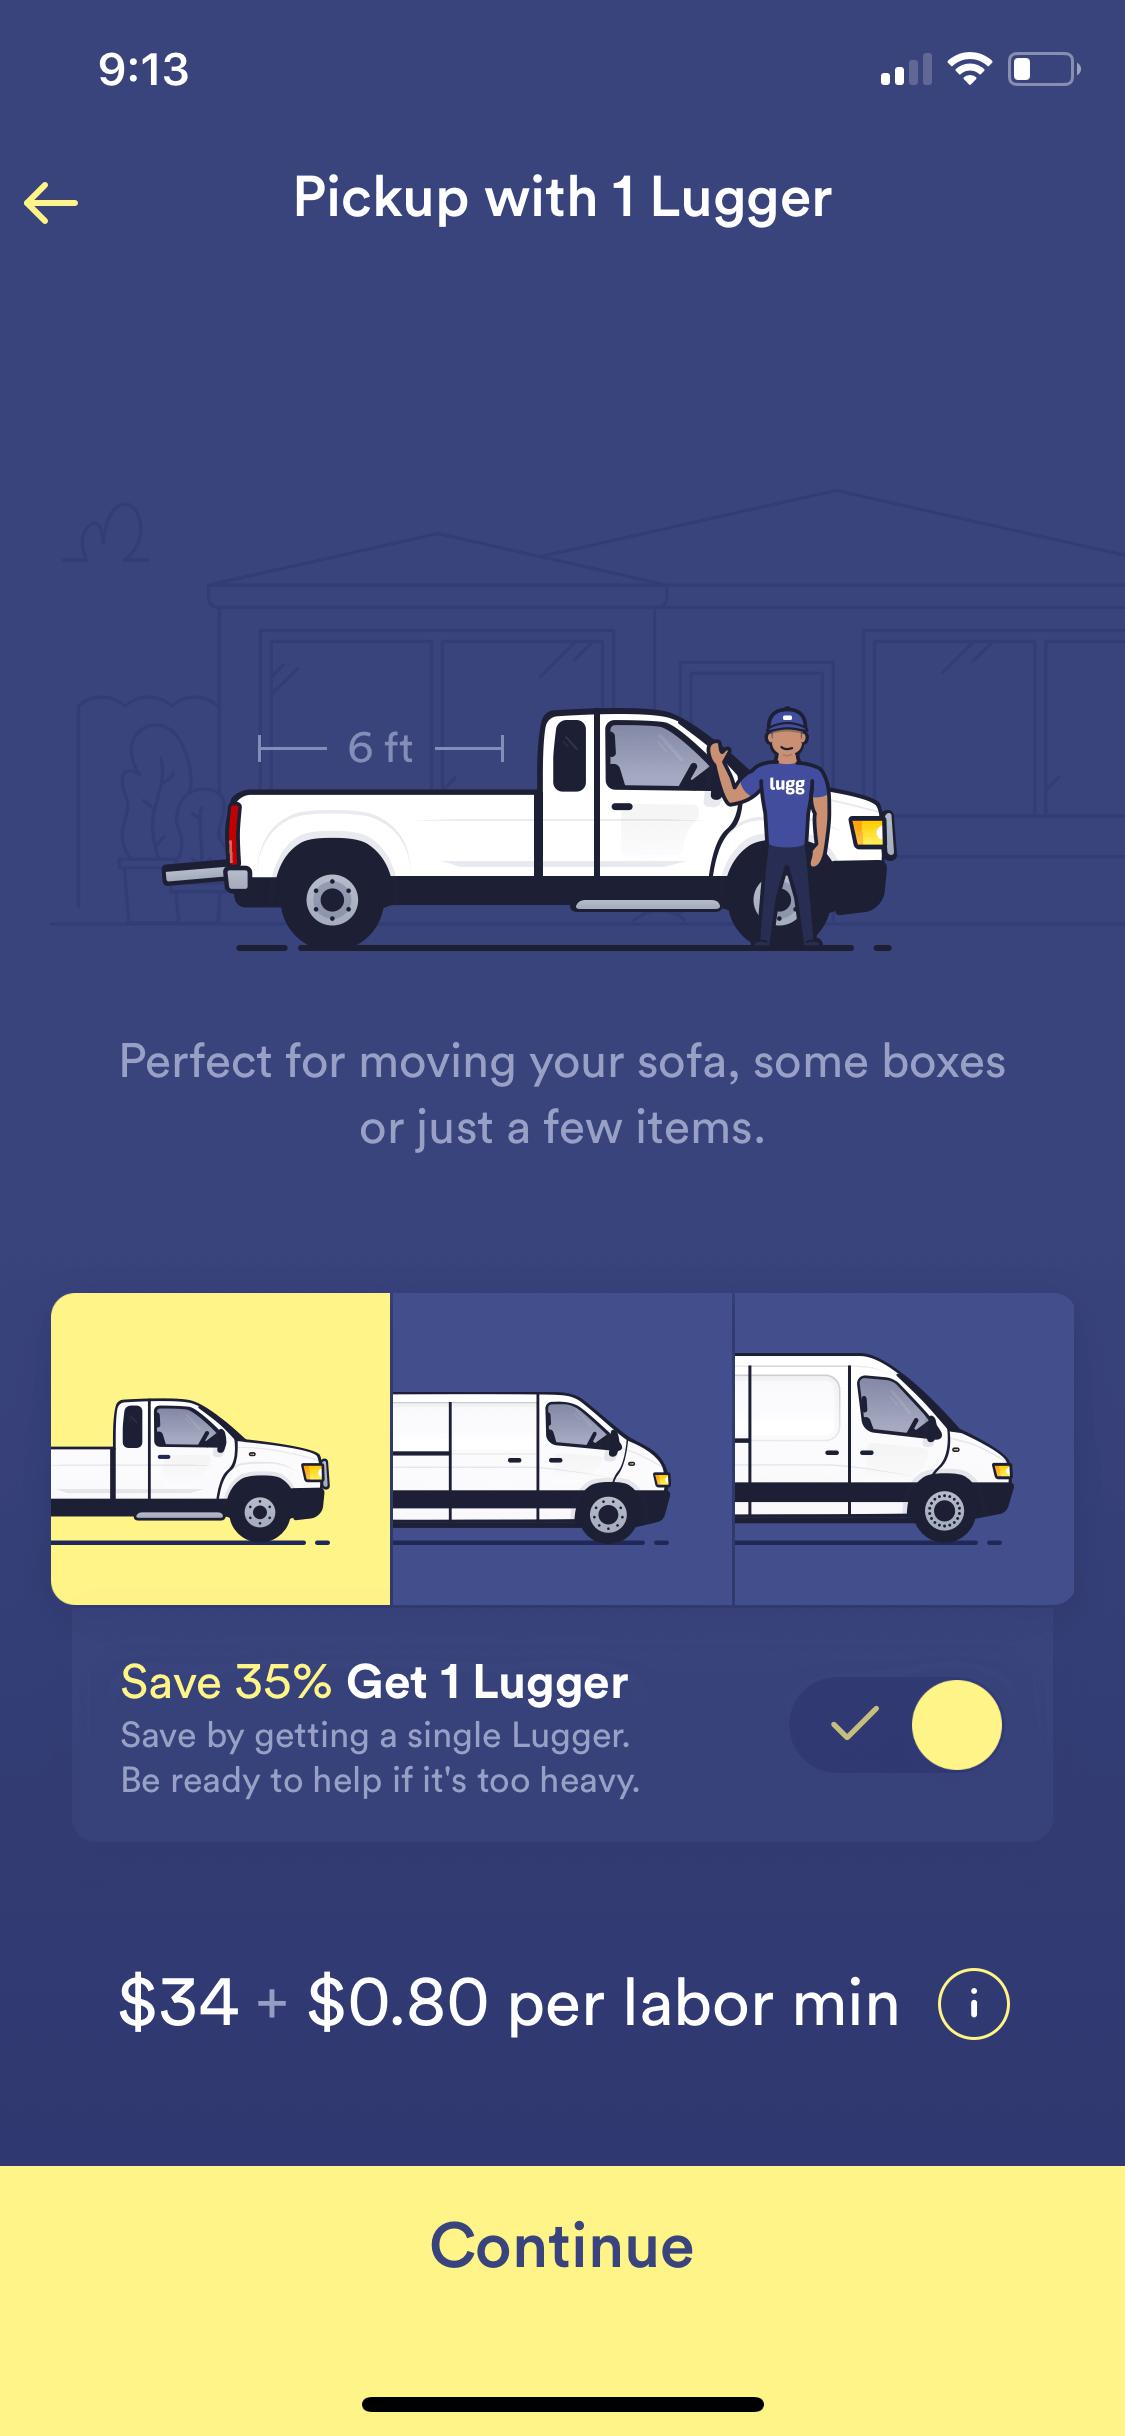 9:13
Pickup with 1 Lugger
6 ft
lugg
Perfect for moving your sofa, some boxes
or just a few items.
Save 35% Get 1 Lugger
Save by getting a single Lugger.
Be ready to help if it's too heavy.
$34 + $0.80 per labor min
Continue